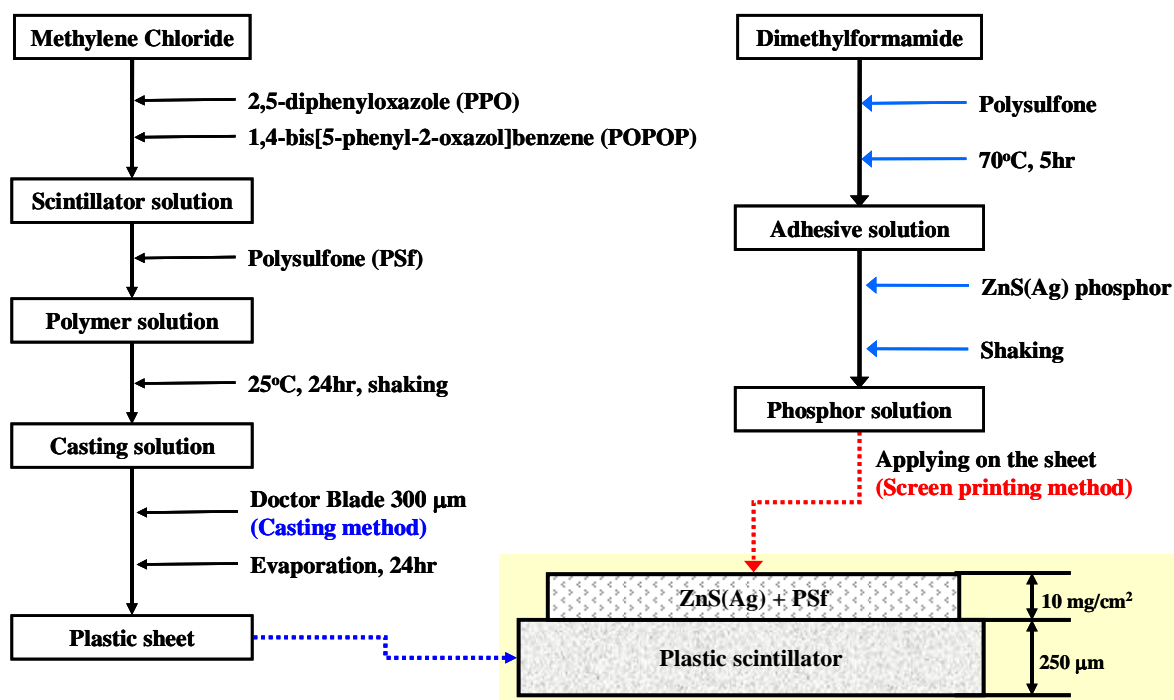 Methylene Chloride
2,5-diphenyloxazole (PPO)
1,4-bis[5-phenyl-2-oxazol]benzene (POPOP)
Scintillator solution
Polysulfone (PSf)
Polymer solution
25°C, 24hr, shaking
Casting solution
Doctor Blade 300 μm
(Casting method)
Evaporation, 24hr
Plastic sheet
Dimethylformamide
Polysulfone
70°C, 5hr
Adhesive solution
ZnS(Ag) phosphor
Shaking
Phosphor solution
Applying on the sheet
(Screen printing method)
ZnS(Ag) + PSf
10 mg/cm²
Plastic scintillator
250 μm